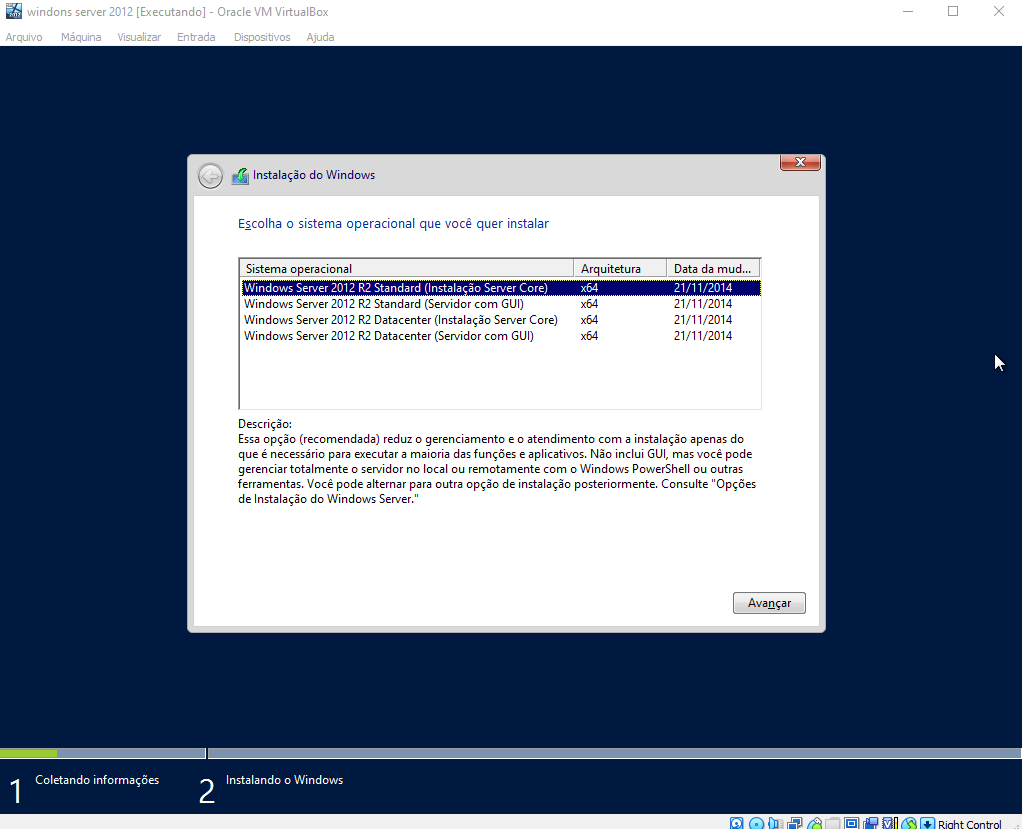 windons server 2012 [Executando] - Oracle VM VirtualBox
Arquivo Máquina Visualizar Entrada Dispositivos Ajuda
Instalação do Windows
Escolha o sistema operacional que você quer instalar
Sistema operacional Arquitetura Data da mud...
Windows Server 2012 R2 Standard (Instalação Server Core) x64 21/11/2014
Windows Server 2012 R2 Standard (Servidor com GUI) x64 21/11/2014
Windows Server 2012 R2 Datacenter (Instalação Server Core) x64 21/11/2014
Windows Server 2012 R2 Datacenter (Servidor com GUI) x64 21/11/2014
Descrição:
Essa opção (recomendada) reduz o gerenciamento e o atendimento com a instalação apenas do
que é necessário para executar a maioria das funções e aplicativos. Não inclui GUI, mas você pode
gerenciar totalmente o servidor no local ou remotamente com o Windows PowerShell ou outras
ferramentas. Você pode alternar para outra opção de instalação posteriormente. Consulte "Opções
de Instalação do Windows Server."
Avançar
1 Coletando informações 2 Instalando o Windows
Right Control